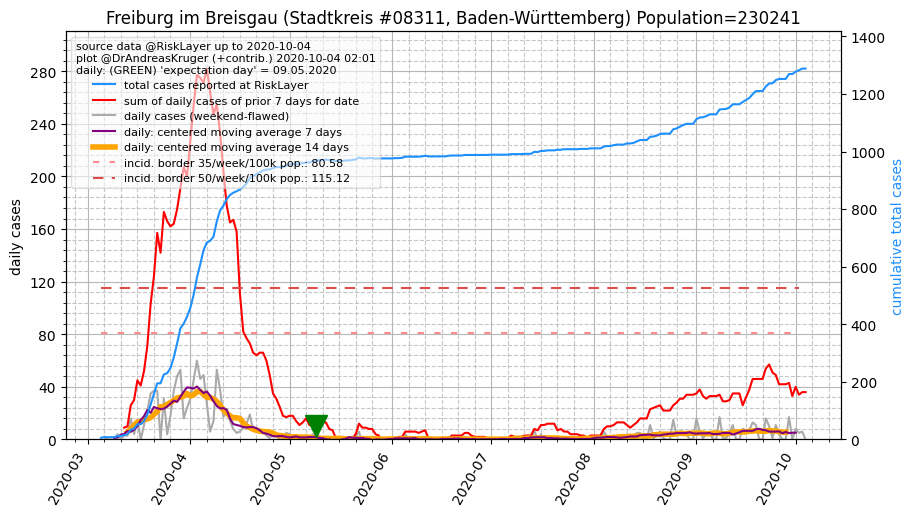 Freiburg im Breisgau (Stadtkreis #08311, Baden-Württemberg) Population=230241
source data @RiskLayer up to 2020-10-04
plot @DrAndreasKruger (+contrib.) 2020-10-04 02:01
daily: (GREEN) 'expectation day' = 09.05.2020
total cases reported at RiskLayer
sum of daily cases of prior 7 days for date
daily cases (weekend-flawed)
daily: centered moving average 7 days
daily: centered moving average 14 days
incid. border 35/week/100k pop.: 80.58
incid. border 50/week/100k pop.: 115.12
daily cases
280
240
200
160
120
80
40
0
cumulative total cases
1400
1200
1000
800
600
400
200
0
2020-03
2020-04
2020-05
2020-06
2020-07
2020-08
2020-09
2020-10